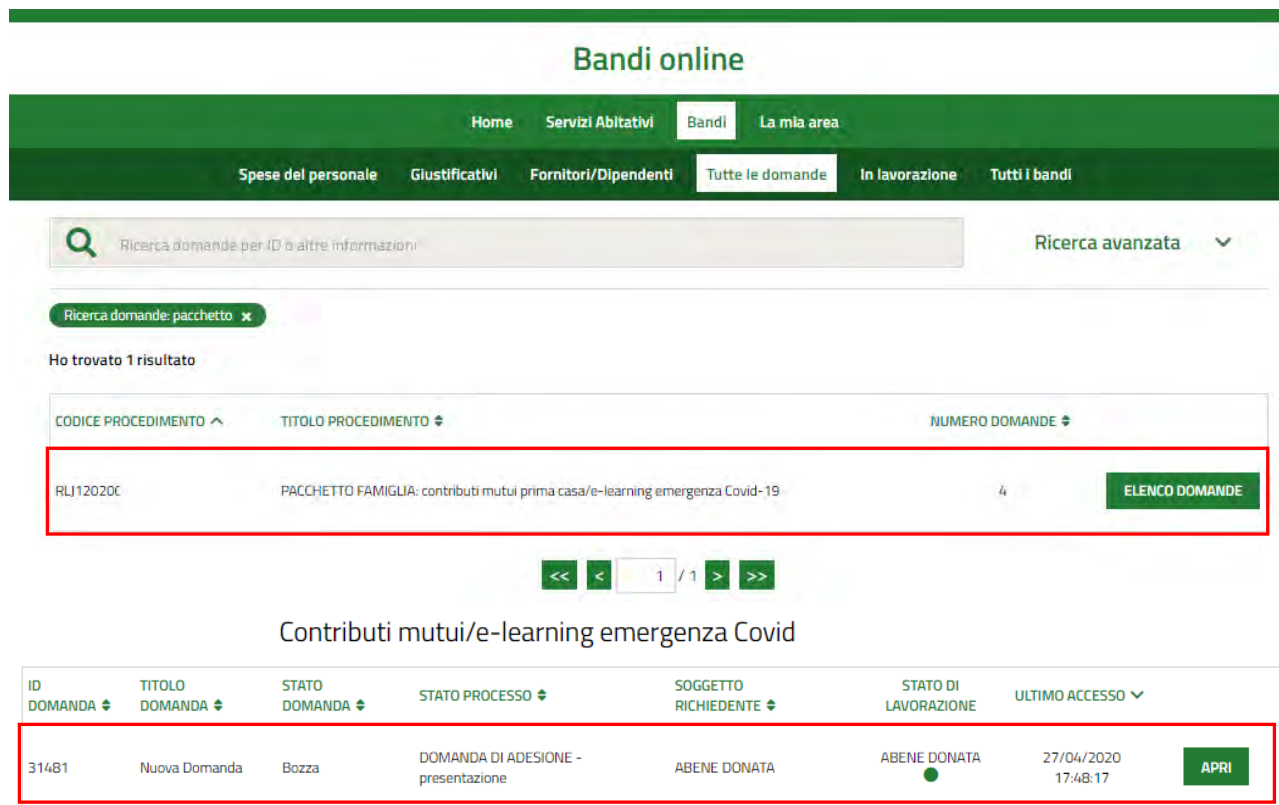 Bandi online
Home Servizi Abitativi Bandi La mia area
Spese del personale Giustificativi Fornitori/Dipendenti Tutte le domande In lavorazione Tutti i bandi
Ricerca domande per ID o altre informazioni Ricerca avanzata
Ricerca domande: pacchetto x
Ho trovato 1 risultato
CODICE PROCEDIMENTO TITOLO PROCEDIMENTO NUMERO DOMANDE
RLJ12020C PACCHETTO FAMIGLIA: contributi mutui prima casa/e-learning emergenza Covid-19 4 ELENCO DOMANDE
<< < 1 / 1 > >>
Contributi mutui/e-learning emergenza Covid
ID TITOLO STATO STATO PROCESSO SOGGETTO STATO DI ULTIMO ACCESSO
DOMANDA DOMANDA DOMANDA RICHIEDENTE LAVORAZIONE
31481 Nuova Domanda Bozza DOMANDA DI ADESIONE - ABENE DONATA ABENE DONATA 27/04/2020 APRI
presentazione 17:48:17